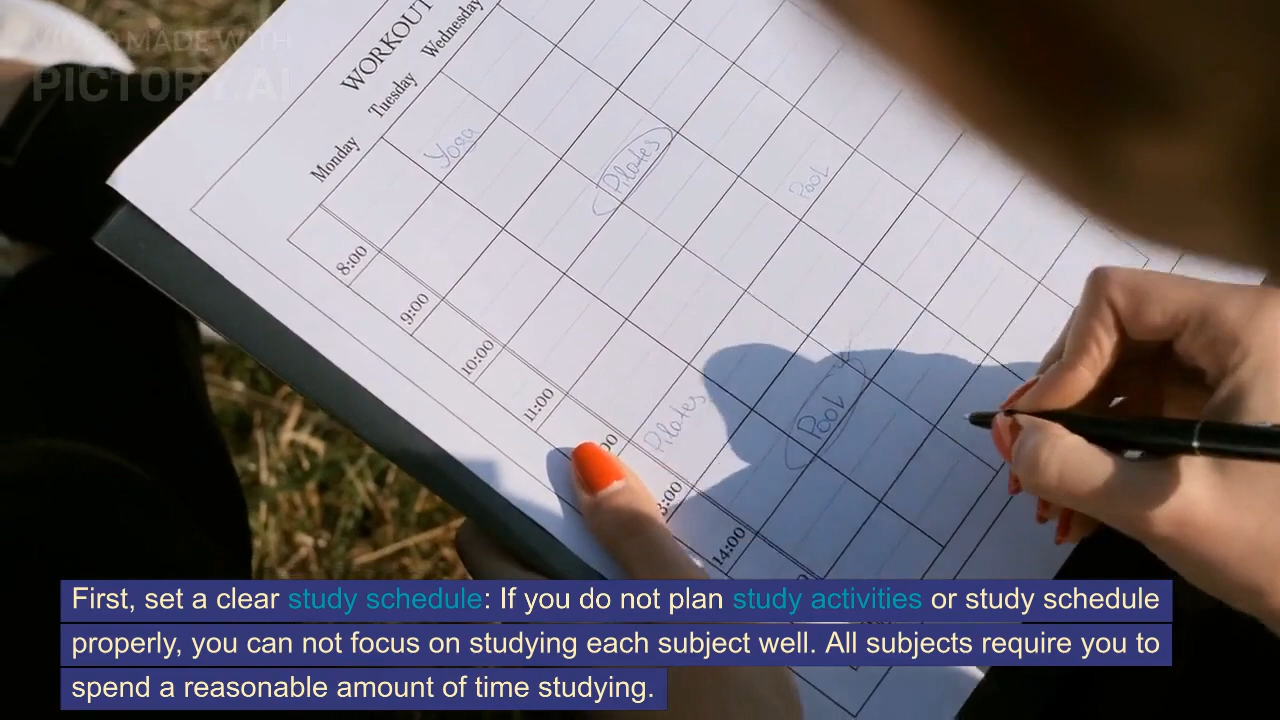 VIDEO MADE WITH
PICTORY.AI
WORKOUT
Monday Tuesday Wednesday
8:00
9:00
10:00
11:00
14:00
Yoga
Pilates
Pool
Pilates
Pool
First, set a clear study schedule: If you do not plan study activities or study schedule
properly, you can not focus on studying each subject well. All subjects require you to
spend a reasonable amount of time studying.